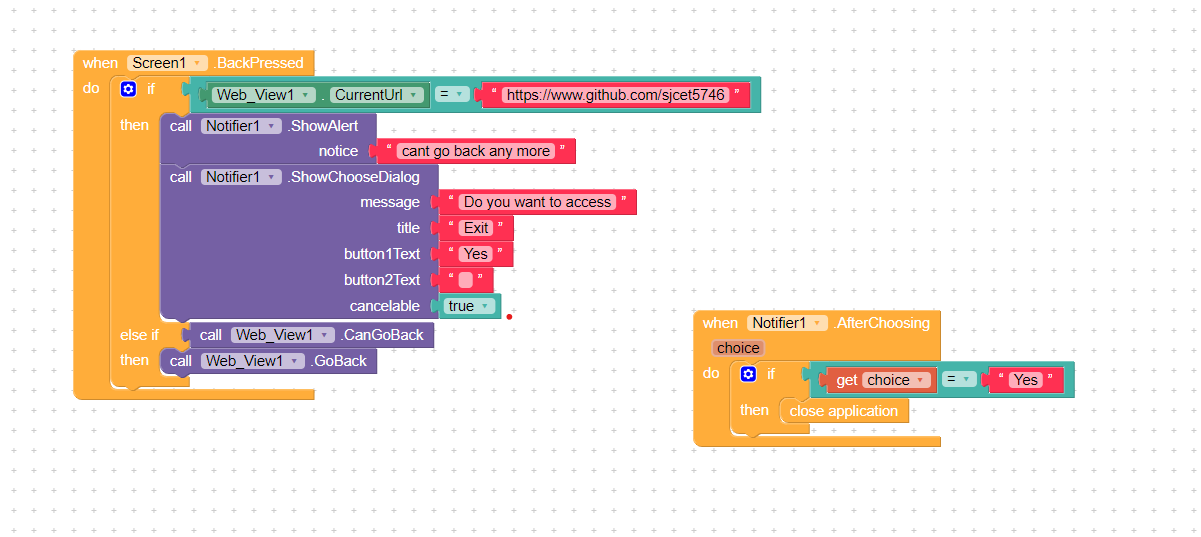 when Screen1 .BackPressed
do if Web_View1 . CurrentUrl = “ https://www.github.com/sjcet5746 ”
then call Notifier1 .ShowAlert
notice “ cant go back any more ”
call Notifier1 .ShowChooseDialog
message “ Do you want to access ”
title “ Exit ”
button1Text “ Yes ”
button2Text “ ”
cancelable true
else if call Web_View1 .CanGoBack
then call Web_View1 .GoBack
when Notifier1 .AfterChoosing
choice
do if get choice = “ Yes ”
then close application